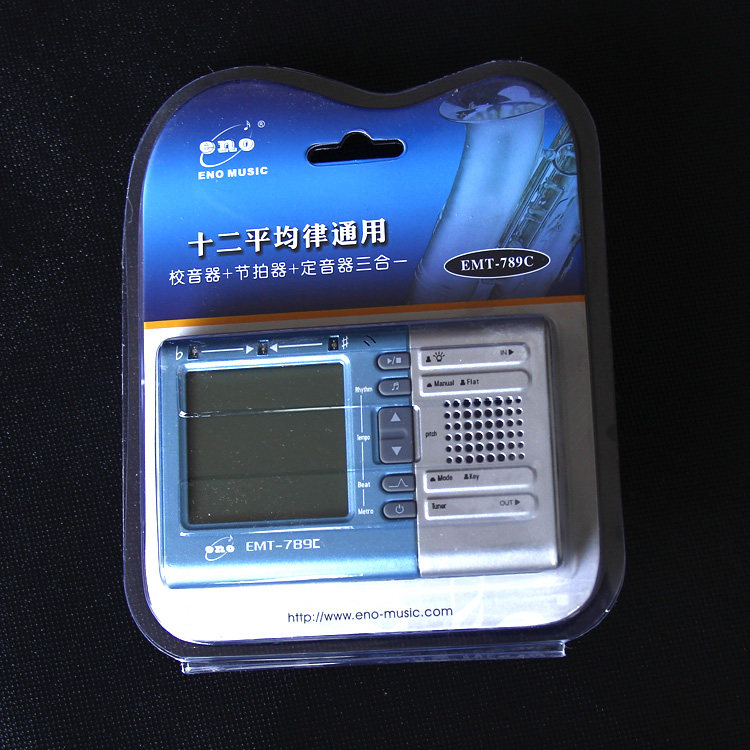 eno®
ENO MUSIC
十二平均律通用
校音器+节拍器+定音器三合一
EMT-789C
♭ ♯
IN
Rhythm
Manual Flat
Tempo
pitch
Beat
Mode Key
Metro
Tuner OUT
eno EMT-789C
http://www.eno-music.com